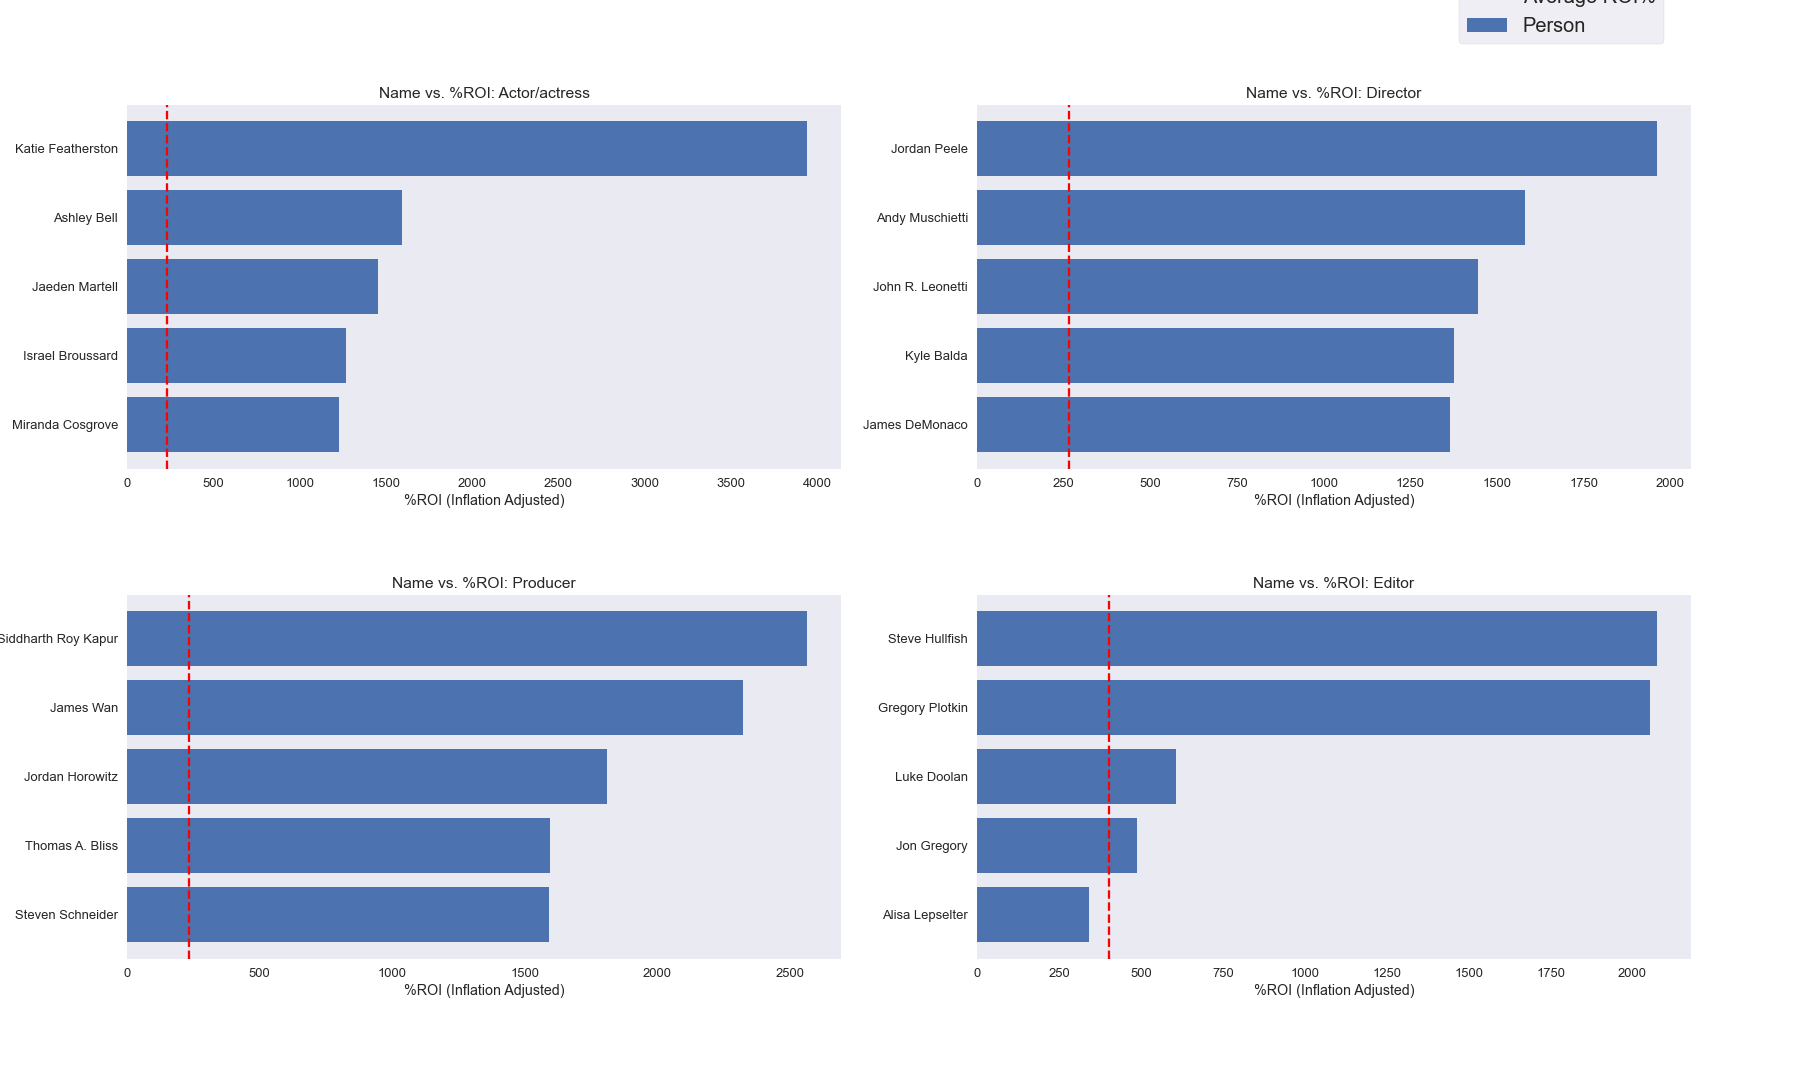 Average ROI%
Person
Name vs. %ROI: Actor/actress
Katie Featherston
Ashley Bell
Jaeden Martell
Israel Broussard
Miranda Cosgrove
0 500 1000 1500 2000 2500 3000 3500 4000
%ROI (Inflation Adjusted)
Name vs. %ROI: Director
Jordan Peele
Andy Muschietti
John R. Leonetti
Kyle Balda
James DeMonaco
0 250 500 750 1000 1250 1500 1750 2000
%ROI (Inflation Adjusted)
Name vs. %ROI: Producer
Siddharth Roy Kapur
James Wan
Jordan Horowitz
Thomas A. Bliss
Steven Schneider
0 500 1000 1500 2000 2500
%ROI (Inflation Adjusted)
Name vs. %ROI: Editor
Steve Hullfish
Gregory Plotkin
Luke Doolan
Jon Gregory
Alisa Lepselter
0 250 500 750 1000 1250 1500 1750 2000
%ROI (Inflation Adjusted)